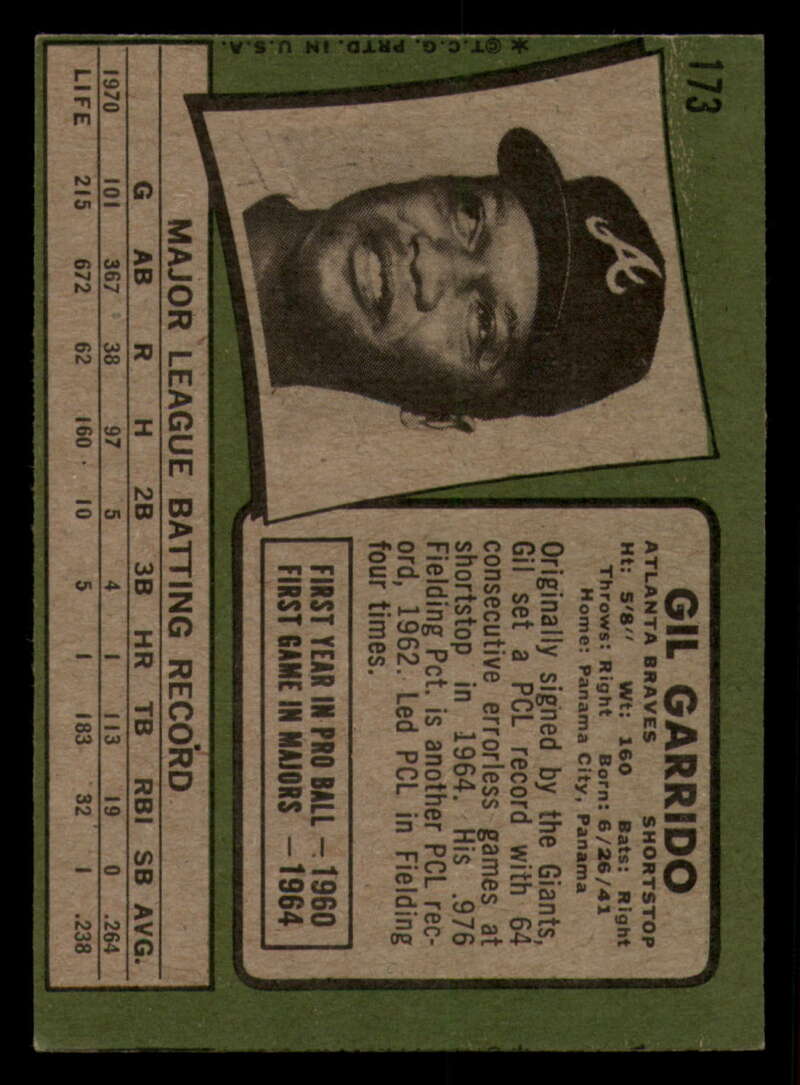 173
GIL GARRIDO
ATLANTA BRAVES SHORTSTOP
Ht: 5'8" Wt: 160 Bats: Right
Throws: Right Born: 6/26/41
Home: Panama City, Panama
Originally signed by the Giants,
Gil set a PCL record with 64
consecutive errorless games at
shortstop in 1964. His .976
Fielding Pct. is another PCL rec-
ord, 1962. Led PCL in Fielding
four times.
FIRST YEAR IN PRO BALL — 1960
FIRST GAME IN MAJORS — 1964
A
MAJOR LEAGUE BATTING RECORD
G AB R H 2B 3B HR TB RBI SB AVG.
1970 101 367 38 97 5 4 1 113 19 0 .264
LIFE 215 672 62 160 10 5 1 183 32 1 .238
* © T.C.G. PRTD. IN U.S.A.